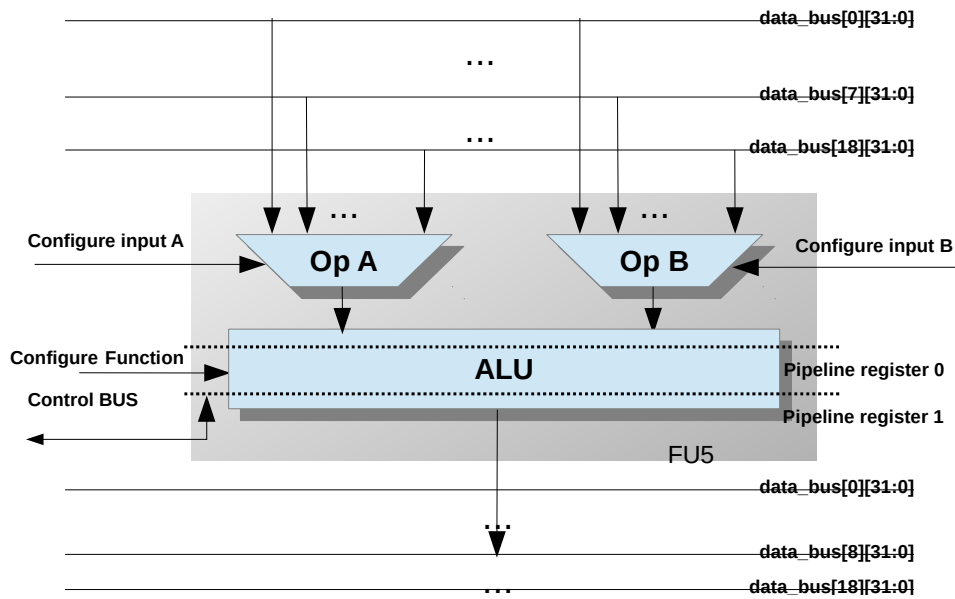 data_bus[0][31:0]
...
data_bus[7][31:0]
...
data_bus[18][31:0]
... ...
Configure input A
Op A
Op B
Configure input B
Configure Function
ALU
Pipeline register 0
Control BUS
Pipeline register 1
FU5
data_bus[0][31:0]
...
data_bus[8][31:0]
...
data_bus[18][31:0]